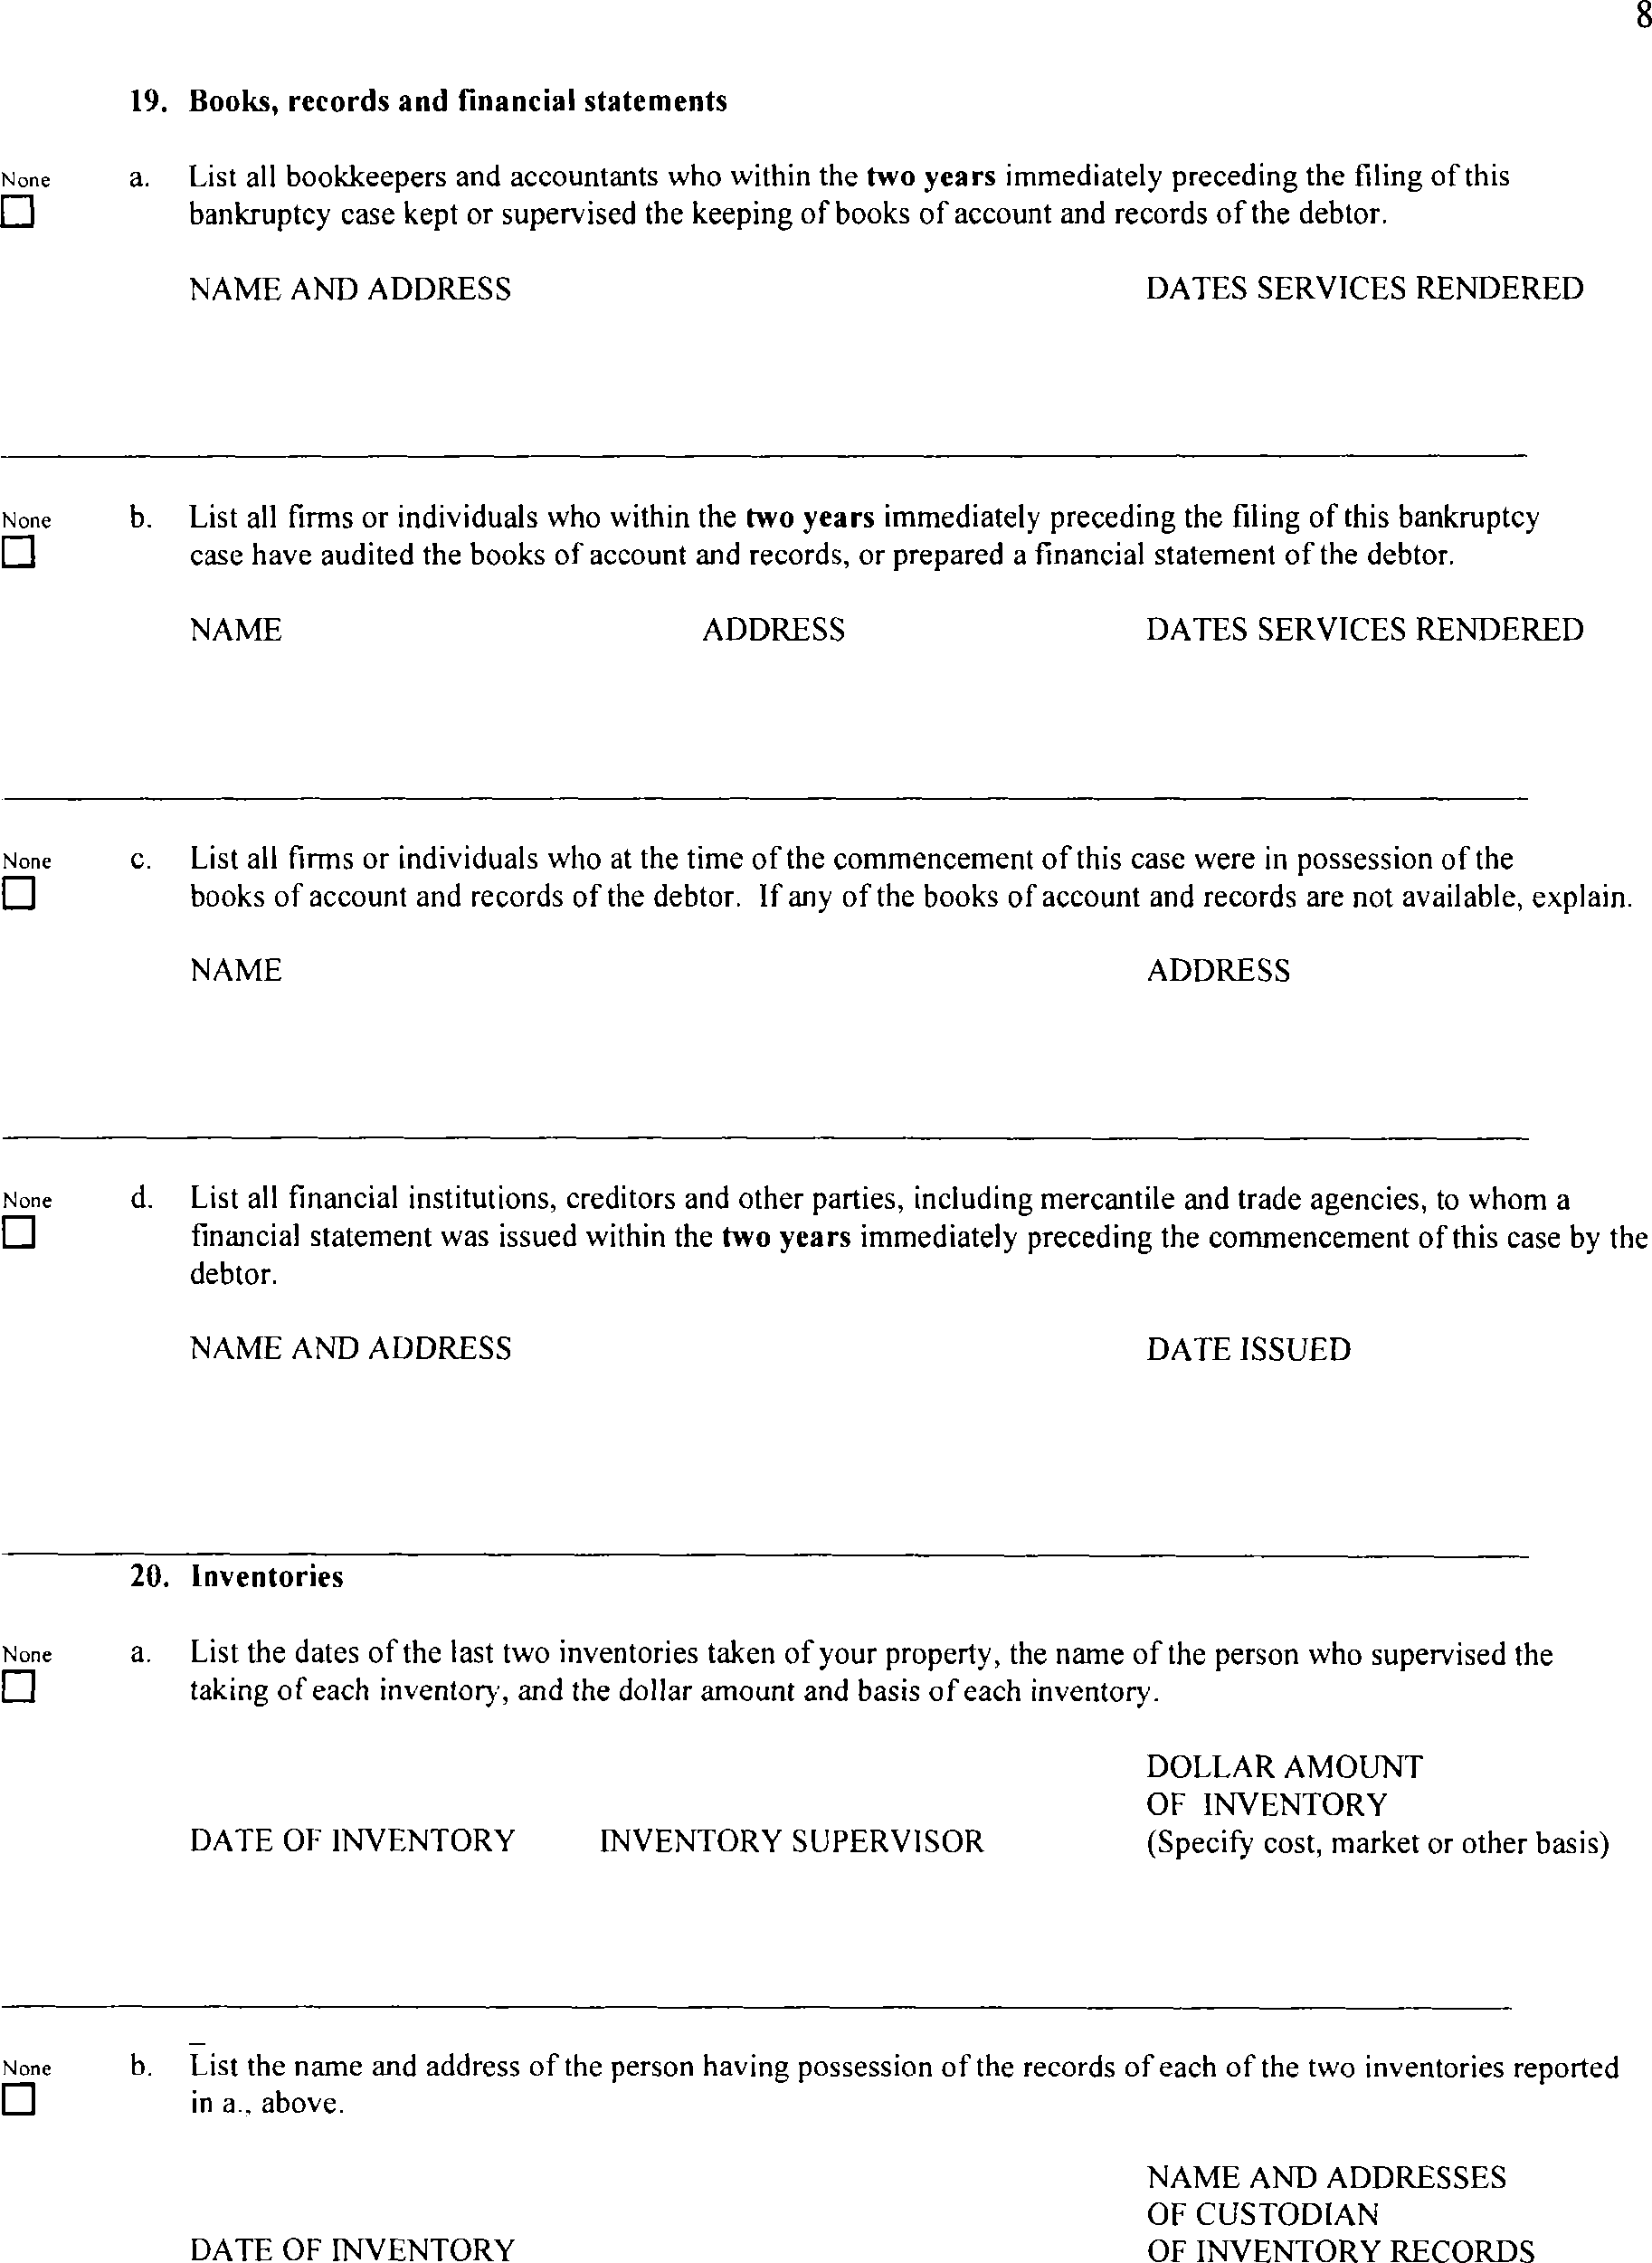 8
19. Books, records and financial statements
None a. List all bookkeepers and accountants who within the two years immediately preceding the filing of this
bankruptcy case kept or supervised the keeping of books of account and records of the debtor.
NAME AND ADDRESS DATES SERVICES RENDERED
None b. List all firms or individuals who within the two years immediately preceding the filing of this bankruptcy
case have audited the books of account and records, or prepared a financial statement of the debtor.
NAME ADDRESS DATES SERVICES RENDERED
None c. List all firms or individuals who at the time of the commencement of this case were in possession of the
books of account and records of the debtor. If any of the books of account and records are not available, explain.
NAME ADDRESS
None d. List all financial institutions, creditors and other parties, including mercantile and trade agencies, to whom a
financial statement was issued within the two years immediately preceding the commencement of this case by the
debtor.
NAME AND ADDRESS DATE ISSUED
20. Inventories
None a. List the dates of the last two inventories taken of your property, the name of the person who supervised the
taking of each inventory, and the dollar amount and basis of each inventory.
DOLLAR AMOUNT
OF INVENTORY
DATE OF INVENTORY INVENTORY SUPERVISOR (Specify cost, market or other basis)
None b. List the name and address of the person having possession of the records of each of the two inventories reported
in a., above.
NAME AND ADDRESSES
OF CUSTODIAN
DATE OF INVENTORY OF INVENTORY RECORDS